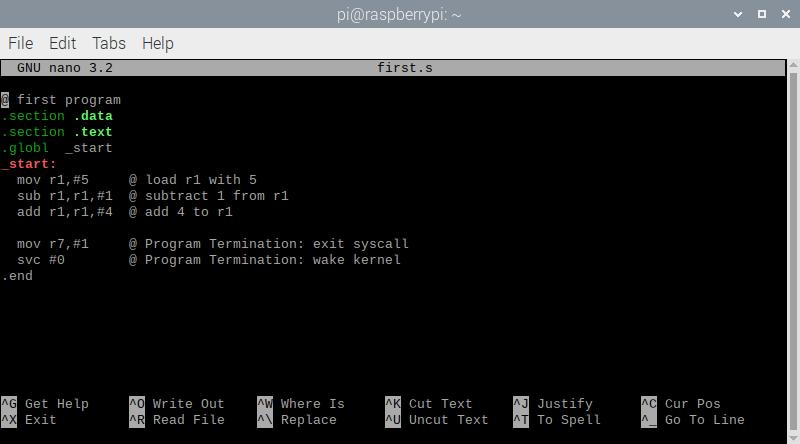 pi@raspberrypi: ~
File Edit Tabs Help
GNU nano 3.2 first.s
@ first program
.section .data
.section .text
.globl _start
_start:
mov r1,#5 @ load r1 with 5
sub r1,r1,#1 @ subtract 1 from r1
add r1,r1,#4 @ add 4 to r1
mov r7,#1 @ Program Termination: exit syscall
svc #0 @ Program Termination: wake kernel
.end
^G Get Help ^O Write Out ^W Where Is ^K Cut Text ^J Justify ^C Cur Pos
^X Exit ^R Read File ^\ Replace ^U Uncut Text ^T To Spell ^_ Go To Line